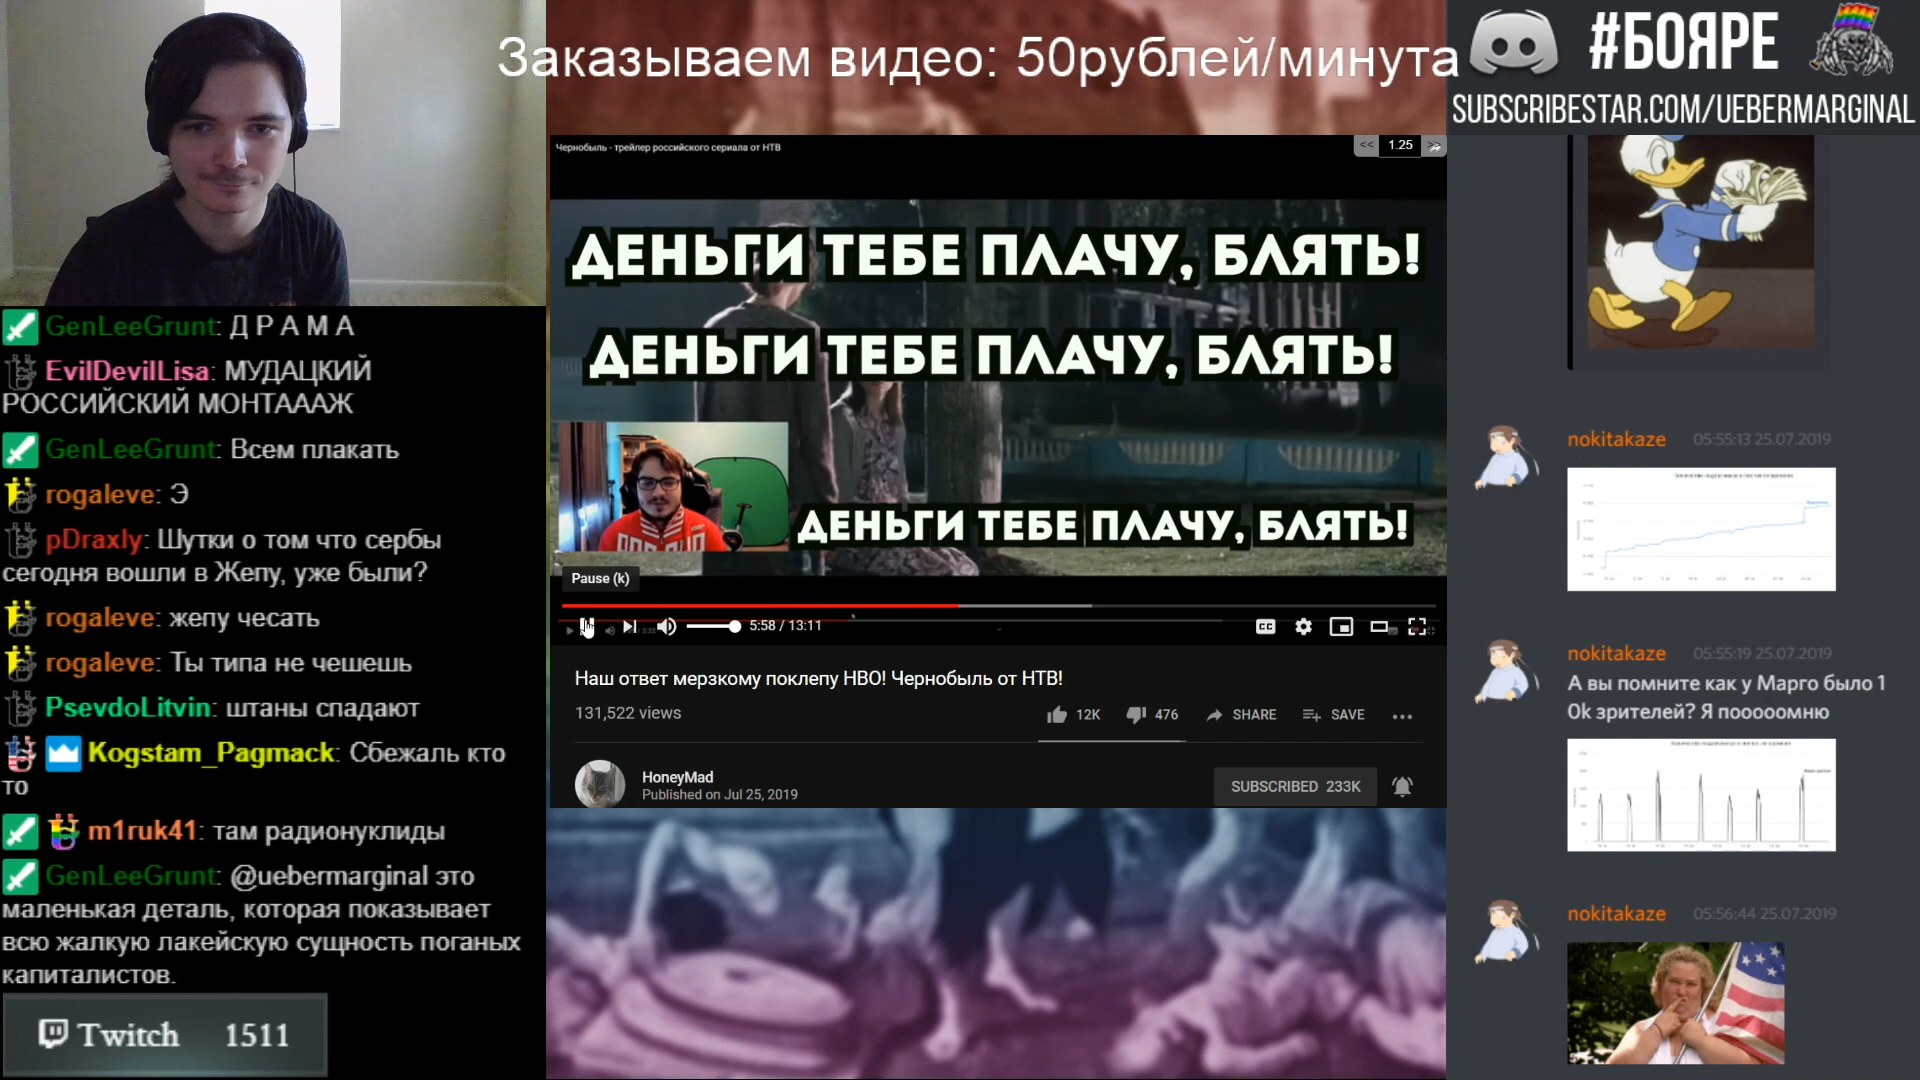 Заказываем видео: 50рублей/минута
#БОЯРЕ
SUBSCRIBESTAR.COM/UEBERMARGINAL
Чернобыль - трейлер российского сериала от НТВ
<< 1.25 >>
ДЕНЬГИ ТЕБЕ ПЛАЧУ, БЛЯТЬ!
ДЕНЬГИ ТЕБЕ ПЛАЧУ, БЛЯТЬ!
ДЕНЬГИ ТЕБЕ ПЛАЧУ, БЛЯТЬ!
Pause (k)
5:58 / 13:11
CC
Наш ответ мерзкому поклепу HBO! Чернобыль от НТВ!
131,522 views
12K 476 SHARE SAVE
HoneyMad
Published on Jul 25, 2019
SUBSCRIBED 233K
GenLeeGrunt: Д Р А М А
EvilDevilLisa: МУДАЦКИЙ
РОССИЙСКИЙ МОНТАААЖ
GenLeeGrunt: Всем плакать
rogaleve: Э
pDraxly: Шутки о том что сербы
сегодня вошли в Жепу, уже были?
rogaleve: жепу чесать
rogaleve: Ты типа не чешешь
PsevdoLitvin: штаны спадают
Kogstam_Pagmack: Сбежаль кто
то
m1ruk41: там радионуклиды
GenLeeGrunt: @uebermarginal это
маленькая деталь, которая показывает
всю жалкую лакейскую сущность поганых
капиталистов.
Twitch 1511
nokitakaze 05:55:13 25.07.2019
nokitakaze 05:55:19 25.07.2019
А вы помните как у Марго было 1
0k зрителей? Я пооооомню
nokitakaze 05:56:44 25.07.2019